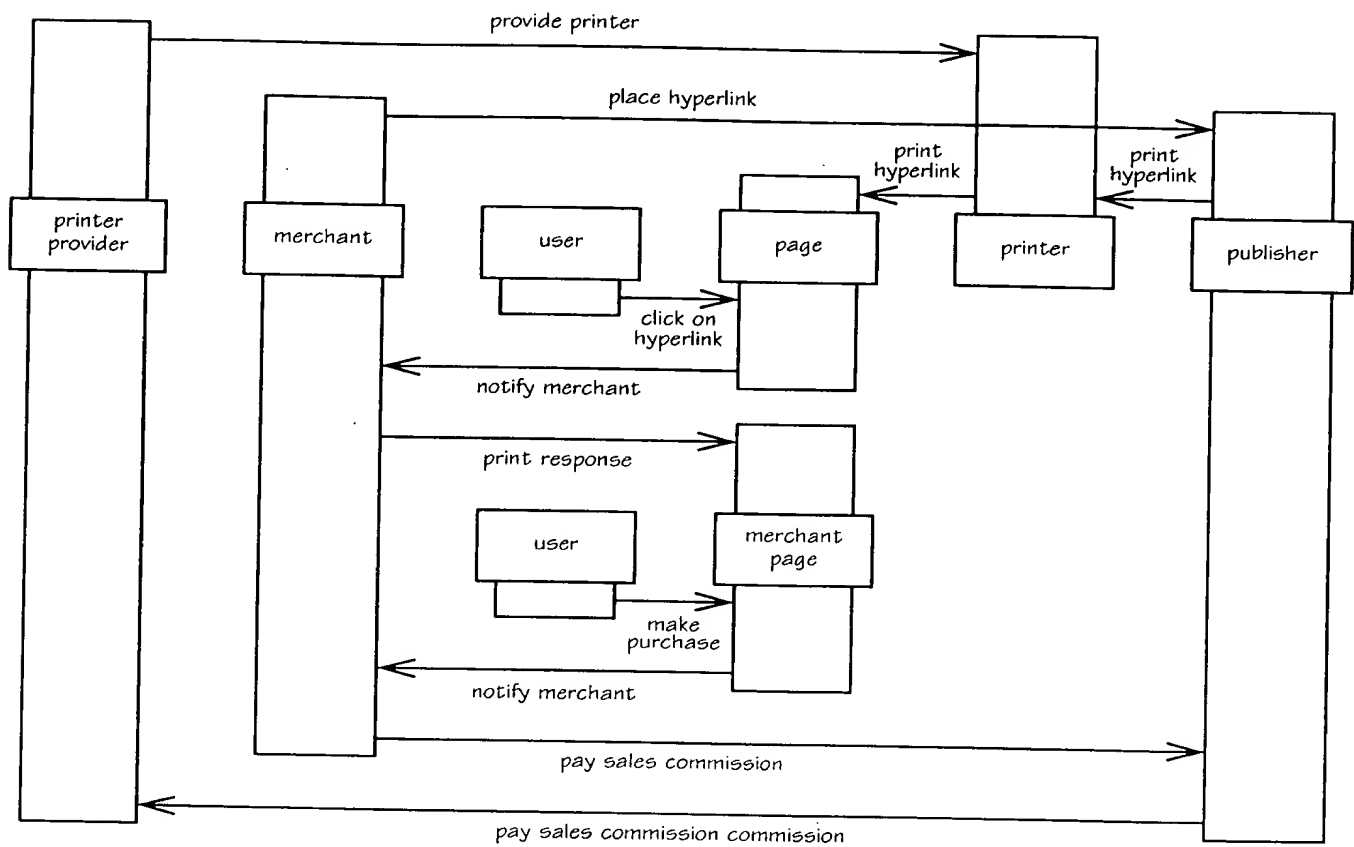 provide printer
place hyperlink
print
hyperlink
print
hyperlink
printer
provider
merchant
user
page
printer
publisher
click on
hyperlink
notify merchant
print response
user
merchant
page
make
purchase
notify merchant
pay sales commission
pay sales commission commission